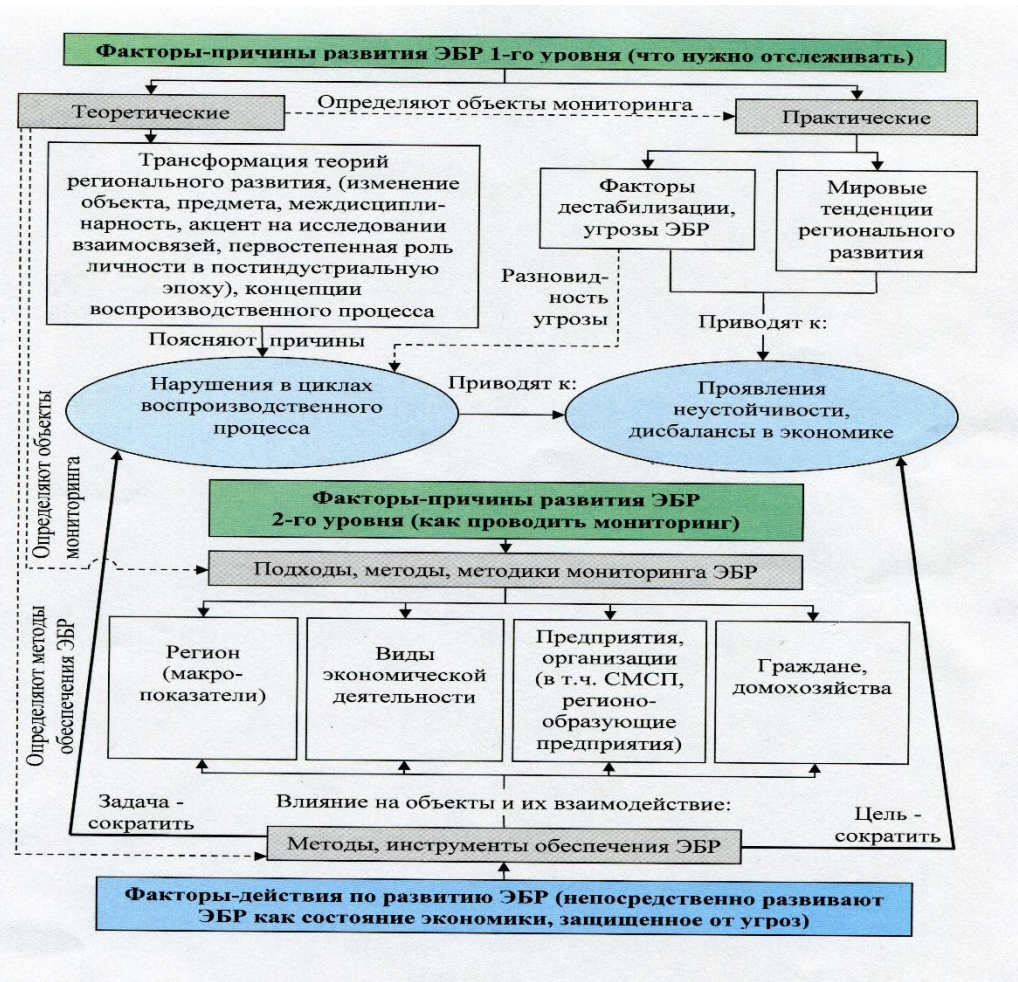 Факторы-причины развития ЭБР 1-го уровня (что нужно отслеживать)
Теоретические
Определяют объекты мониторинга
Практические
Трансформация теорий
регионального развития, (изменение
объекта, предмета, междисципли-
нарность, акцент на исследовании
взаимосвязей, первостепенная роль
личности в постиндустриальную
эпоху), концепции
воспроизводственного процесса
Факторы
дестабилизации,
угрозы ЭБР
Мировые
тенденции
регионального
развития
Разновид-
ность
угрозы
Поясняют причины
Приводят к:
Нарушения в циклах
воспроизводственного
процесса
Приводят к:
Проявления
неустойчивости,
дисбалансы в экономике
Определяют объекты
мониторинга
Факторы-причины развития ЭБР
2-го уровня (как проводить мониторинг)
Подходы, методы, методики мониторинга ЭБР
Определяют методы
обеспечения ЭБР
Регион
(макро-
показатели)
Виды
экономической
деятельности
Предприятия,
организации
(в т.ч. СМСП,
регионо-
образующие
предприятия)
Граждане,
домохозяйства
Задача -
сократить
Влияние на объекты и их взаимодействие:
Цель -
сократить
Методы, инструменты обеспечения ЭБР
Факторы-действия по развитию ЭБР (непосредственно развивают
ЭБР как состояние экономики, защищенное от угроз)